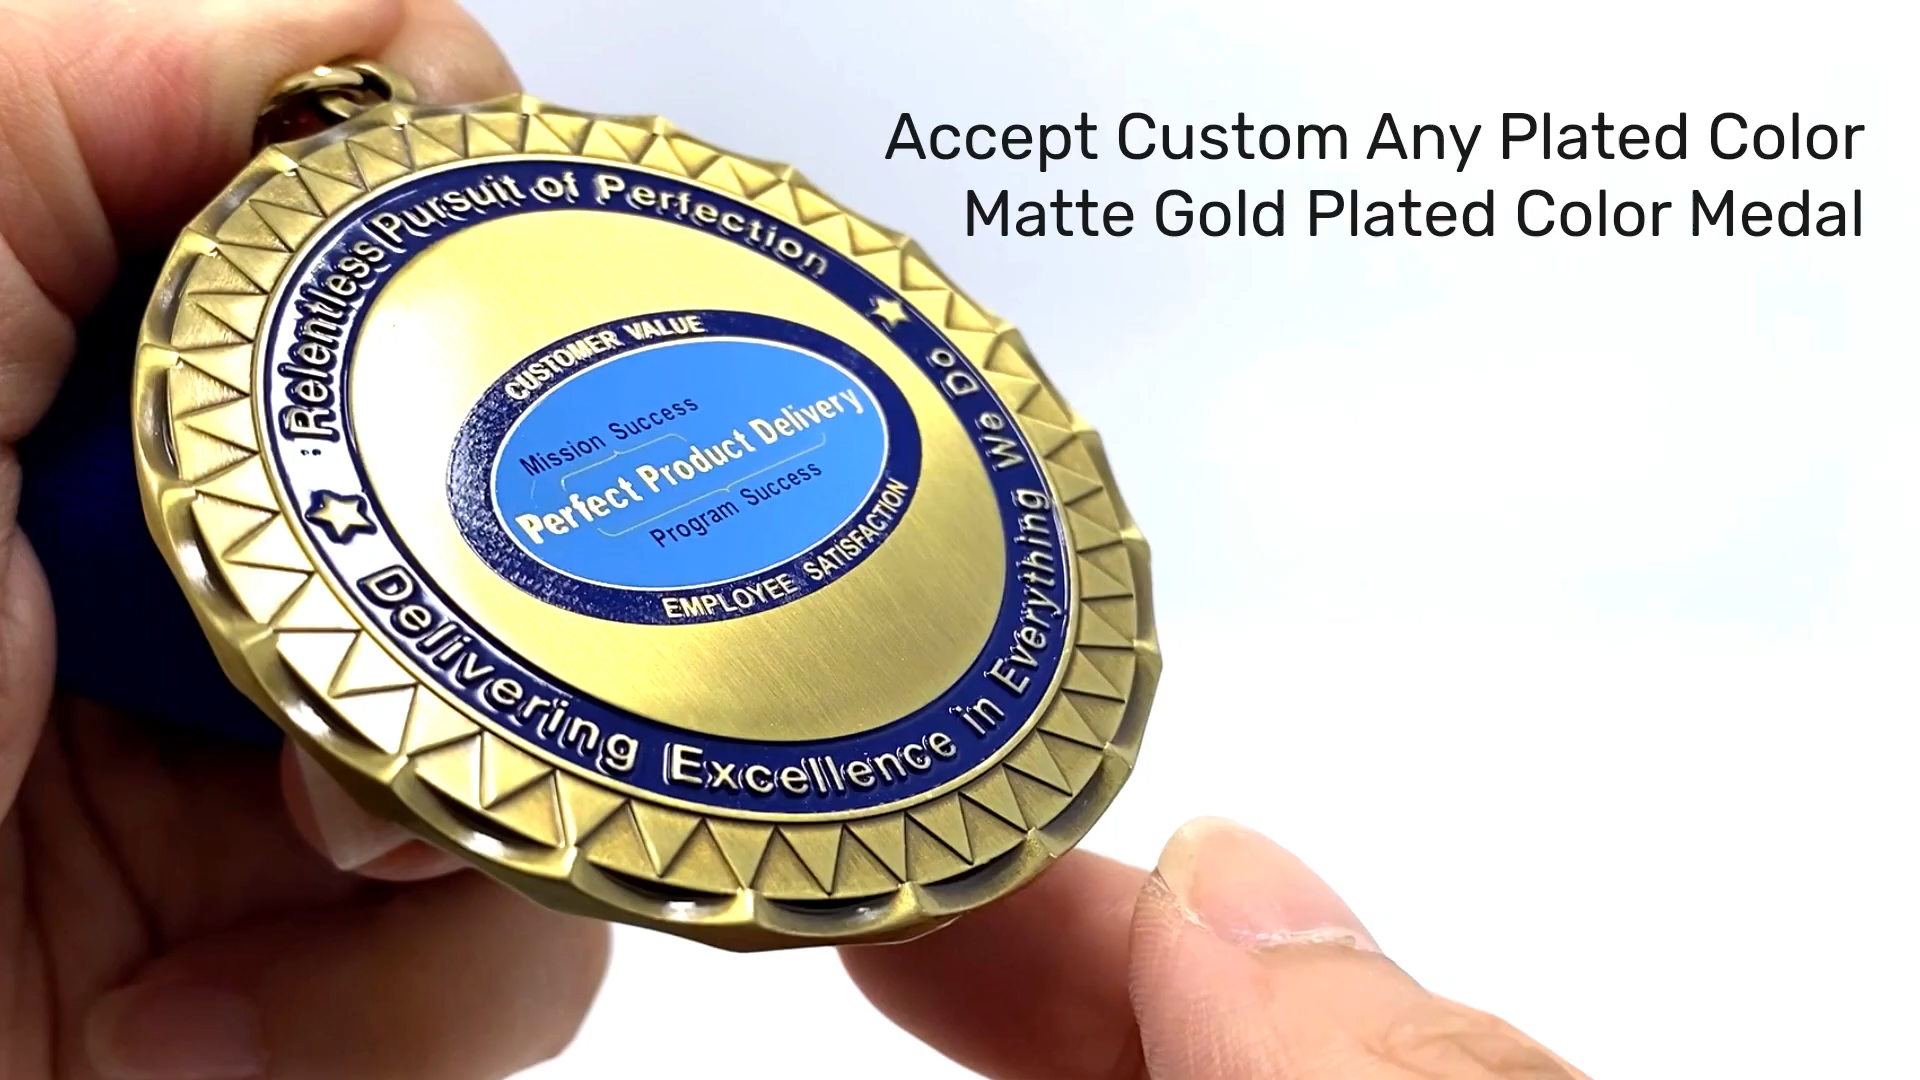 Accept Custom Any Plated Color
Matte Gold Plated Color Medal
Relentless Pursuit of Perfection
CUSTOMER VALUE
Mission Success
Perfect Product Delivery
Program Success
EMPLOYEE SATISFACTION
Delivering Excellence in Everything We Do